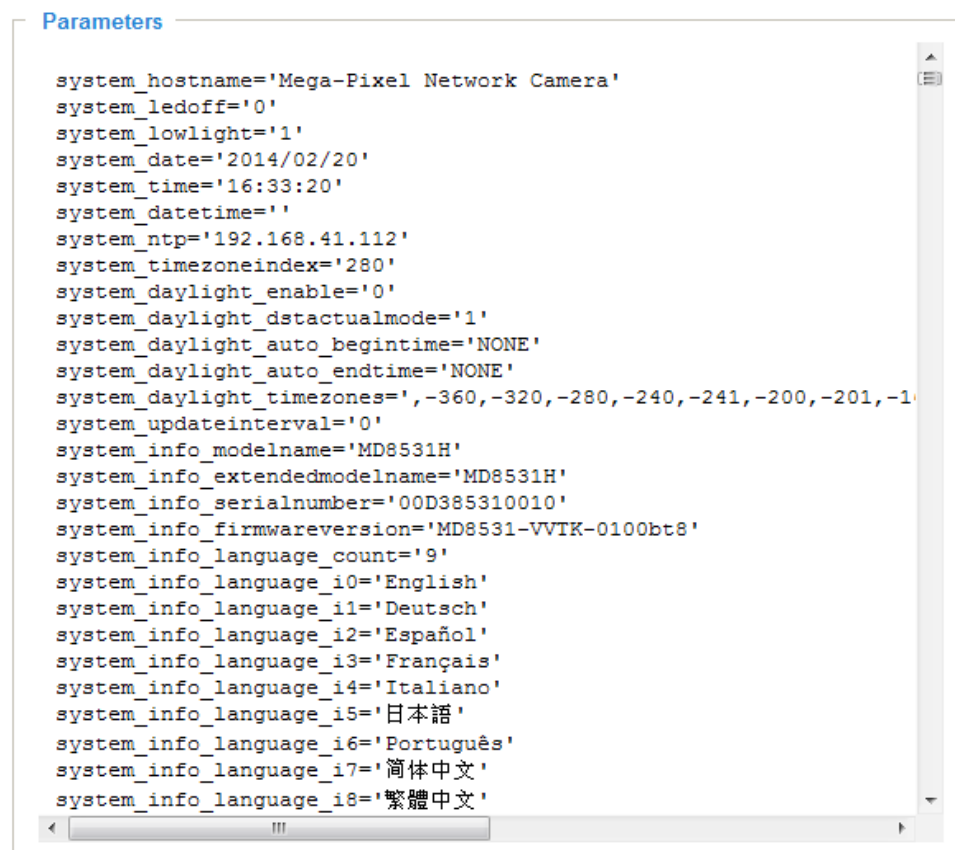 Parameters
system_hostname='Mega-Pixel Network Camera'
system_ledoff='0'
system_lowlight='1'
system_date='2014/02/20'
system_time='16:33:20'
system_datetime=''
system_ntp='192.168.41.112'
system_timezoneindex='280'
system_daylight_enable='0'
system_daylight_dstactualmode='1'
system_daylight_auto_begintime='NONE'
system_daylight_auto_endtime='NONE'
system_daylight_timezones=',-360,-320,-280,-240,-241,-200,-201,-1
system_updateinterval='0'
system_info_modelname='MD8531H'
system_info_extendedmodelname='MD8531H'
system_info_serialnumber='00D385310010'
system_info_firmwareversion='MD8531-VVTK-0100bt8'
system_info_language_count='9'
system_info_language_i0='English'
system_info_language_i1='Deutsch'
system_info_language_i2='Español'
system_info_language_i3='Français'
system_info_language_i4='Italiano'
system_info_language_i5='日本語'
system_info_language_i6='Português'
system_info_language_i7='简体中文'
system_info_language_i8='繁體中文'